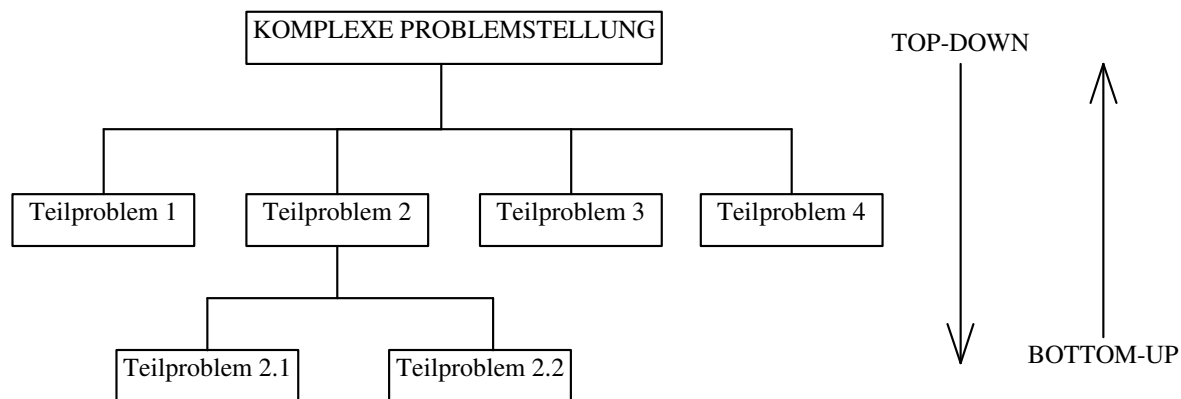 KOMPLEXE PROBLEMSTELLUNG
TOP-DOWN
Teilproblem 1
Teilproblem 2
Teilproblem 3
Teilproblem 4
Teilproblem 2.1
Teilproblem 2.2
BOTTOM-UP